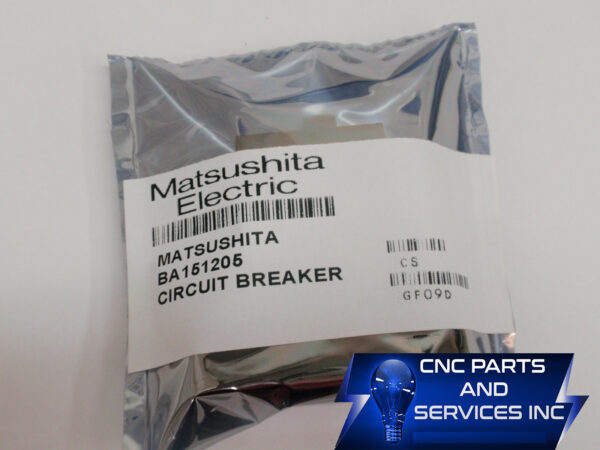 Matsushita
Electric
MATSUSHITA
BA151205
CIRCUIT BREAKER
CS
GF09D
CNC PARTS
AND
SERVICES INC